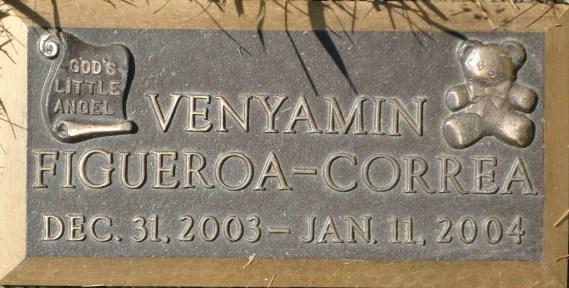 GOD'S
LITTLE
ANGEL
VENYAMIN
FIGUEROA-CORREA
DEC. 31, 2003 - JAN. 11, 2004